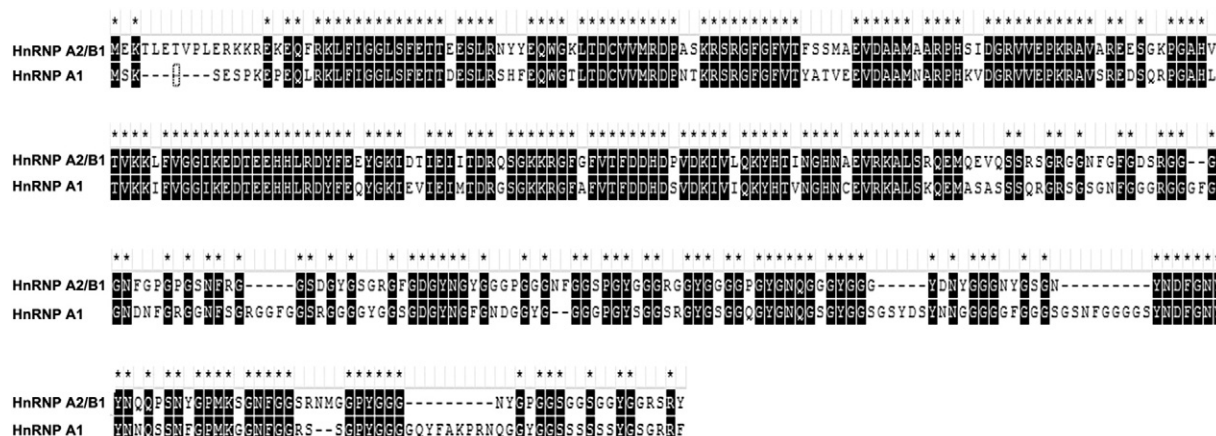 HnRNP A2/B1 MEKTLETVPLERKKREKEQFRKLFIGGLSFETTEESLRNYYEQWGKLTDCVVMRDPASKRSRGFGFVTFSSMAEVDAAMAARPHSIDGRVVEPKRAVAREESGKPGAHV
HnRNP A1 MSK-------SESPKEPEQLRKLFIGGLSFETTDESLRSHFEQWGTLTDCVVMRDPNTKRSRGFGFVTYATVEEVDAAMNARPHKVDGRVVEPKRAVSREDSQRPGAHL
HnRNP A2/B1 TVKKLFVGGIKEDTEEHHLRDYFEEYGKIDTIEIITDRQSGKKRGFGFVTFDDHDPVDKIVLQKYHTINGHNAEVRKALSRQEMQEVQSSRSGRGGNFGFGDSRGG--G
HnRNP A1 TVKKIFVGGIKEDTEEHHLRDYFEQYGKIEVIEIMTDRGSGKKRGFAFVTFDDHDSVDKIVIQKYHTVNGHNCEVRKALSKQEMASASSSQRGRSGSGNFGGGRGGGFG
HnRNP A2/B1 GNFGPGPGSNFRG-----GSDGYGSGRGFGDGYNGYGGGPGGGNFGGSPGYGGGRGGYGGGGPGYGNQGGGYGGG-----YDNYGGGNYGSGN----------YNDFGNY
HnRNP A1 GNDNFGRGGNFSGRGGFGGSRGGGGYGGSGDGYNGFGNDGGYG--GGGPGYSGGSRGYGSGGQGYGNQGSGYGGSGSYDSYNNGGGGGFGGGSGSNFGGGGSYNDFGNY
HnRNP A2/B1 YNQQPSNYGPMKSGNFGGSRNMGGPYGGG---------NYGPGGSGGSGGYGGRSRY
HnRNP A1 YNNQSSNFGPMKGGNFGGRS--SGPYGGGGQYFAKPRNQGGYGGSSSSSSYGSGRRF